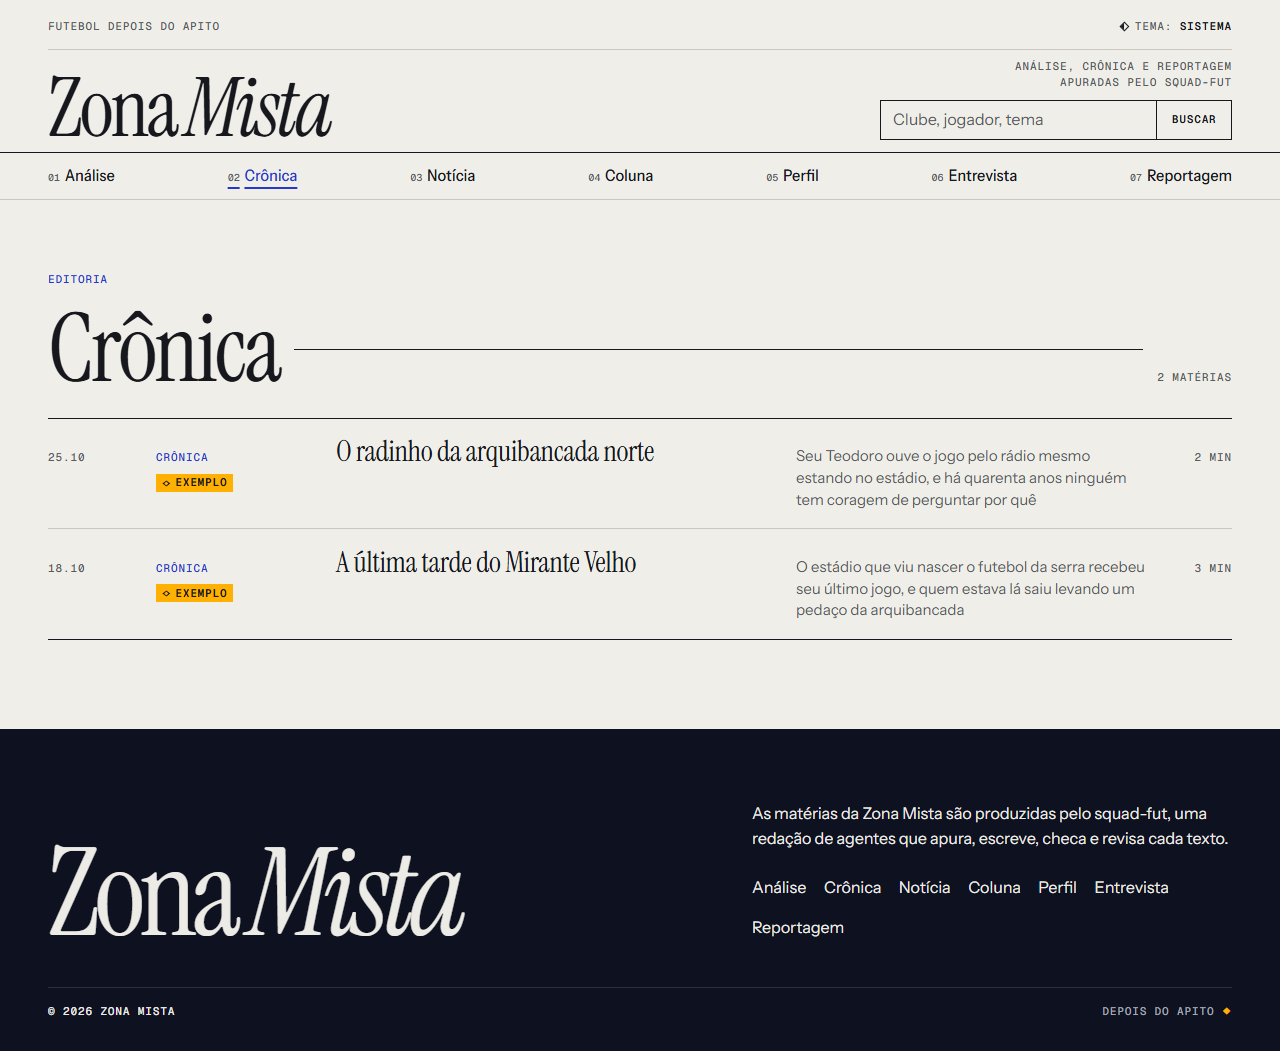 FUTEBOL DEPOIS DO APITO
TEMA: SISTEMA
Zona Mista
ANÁLISE, CRÔNICA E REPORTAGEM
APURADAS PELO SQUAD-FUT
Clube, jogador, tema
BUSCAR
01 Análise
02 Crônica
03 Notícia
04 Coluna
05 Perfil
06 Entrevista
07 Reportagem
EDITORIA
Crônica
2 MATÉRIAS
25.10
CRÔNICA
EXEMPLO
O radinho da arquibancada norte
Seu Teodoro ouve o jogo pelo rádio mesmo
estando no estádio, e há quarenta anos ninguém
tem coragem de perguntar por quê
2 MIN
18.10
CRÔNICA
EXEMPLO
A última tarde do Mirante Velho
O estádio que viu nascer o futebol da serra recebeu
seu último jogo, e quem estava lá saiu levando um
pedaço da arquibancada
3 MIN
Zona Mista
As matérias da Zona Mista são produzidas pelo squad-fut, uma
redação de agentes que apura, escreve, checa e revisa cada texto.
Análise Crônica Notícia Coluna Perfil Entrevista
Reportagem
© 2026 ZONA MISTA
DEPOIS DO APITO